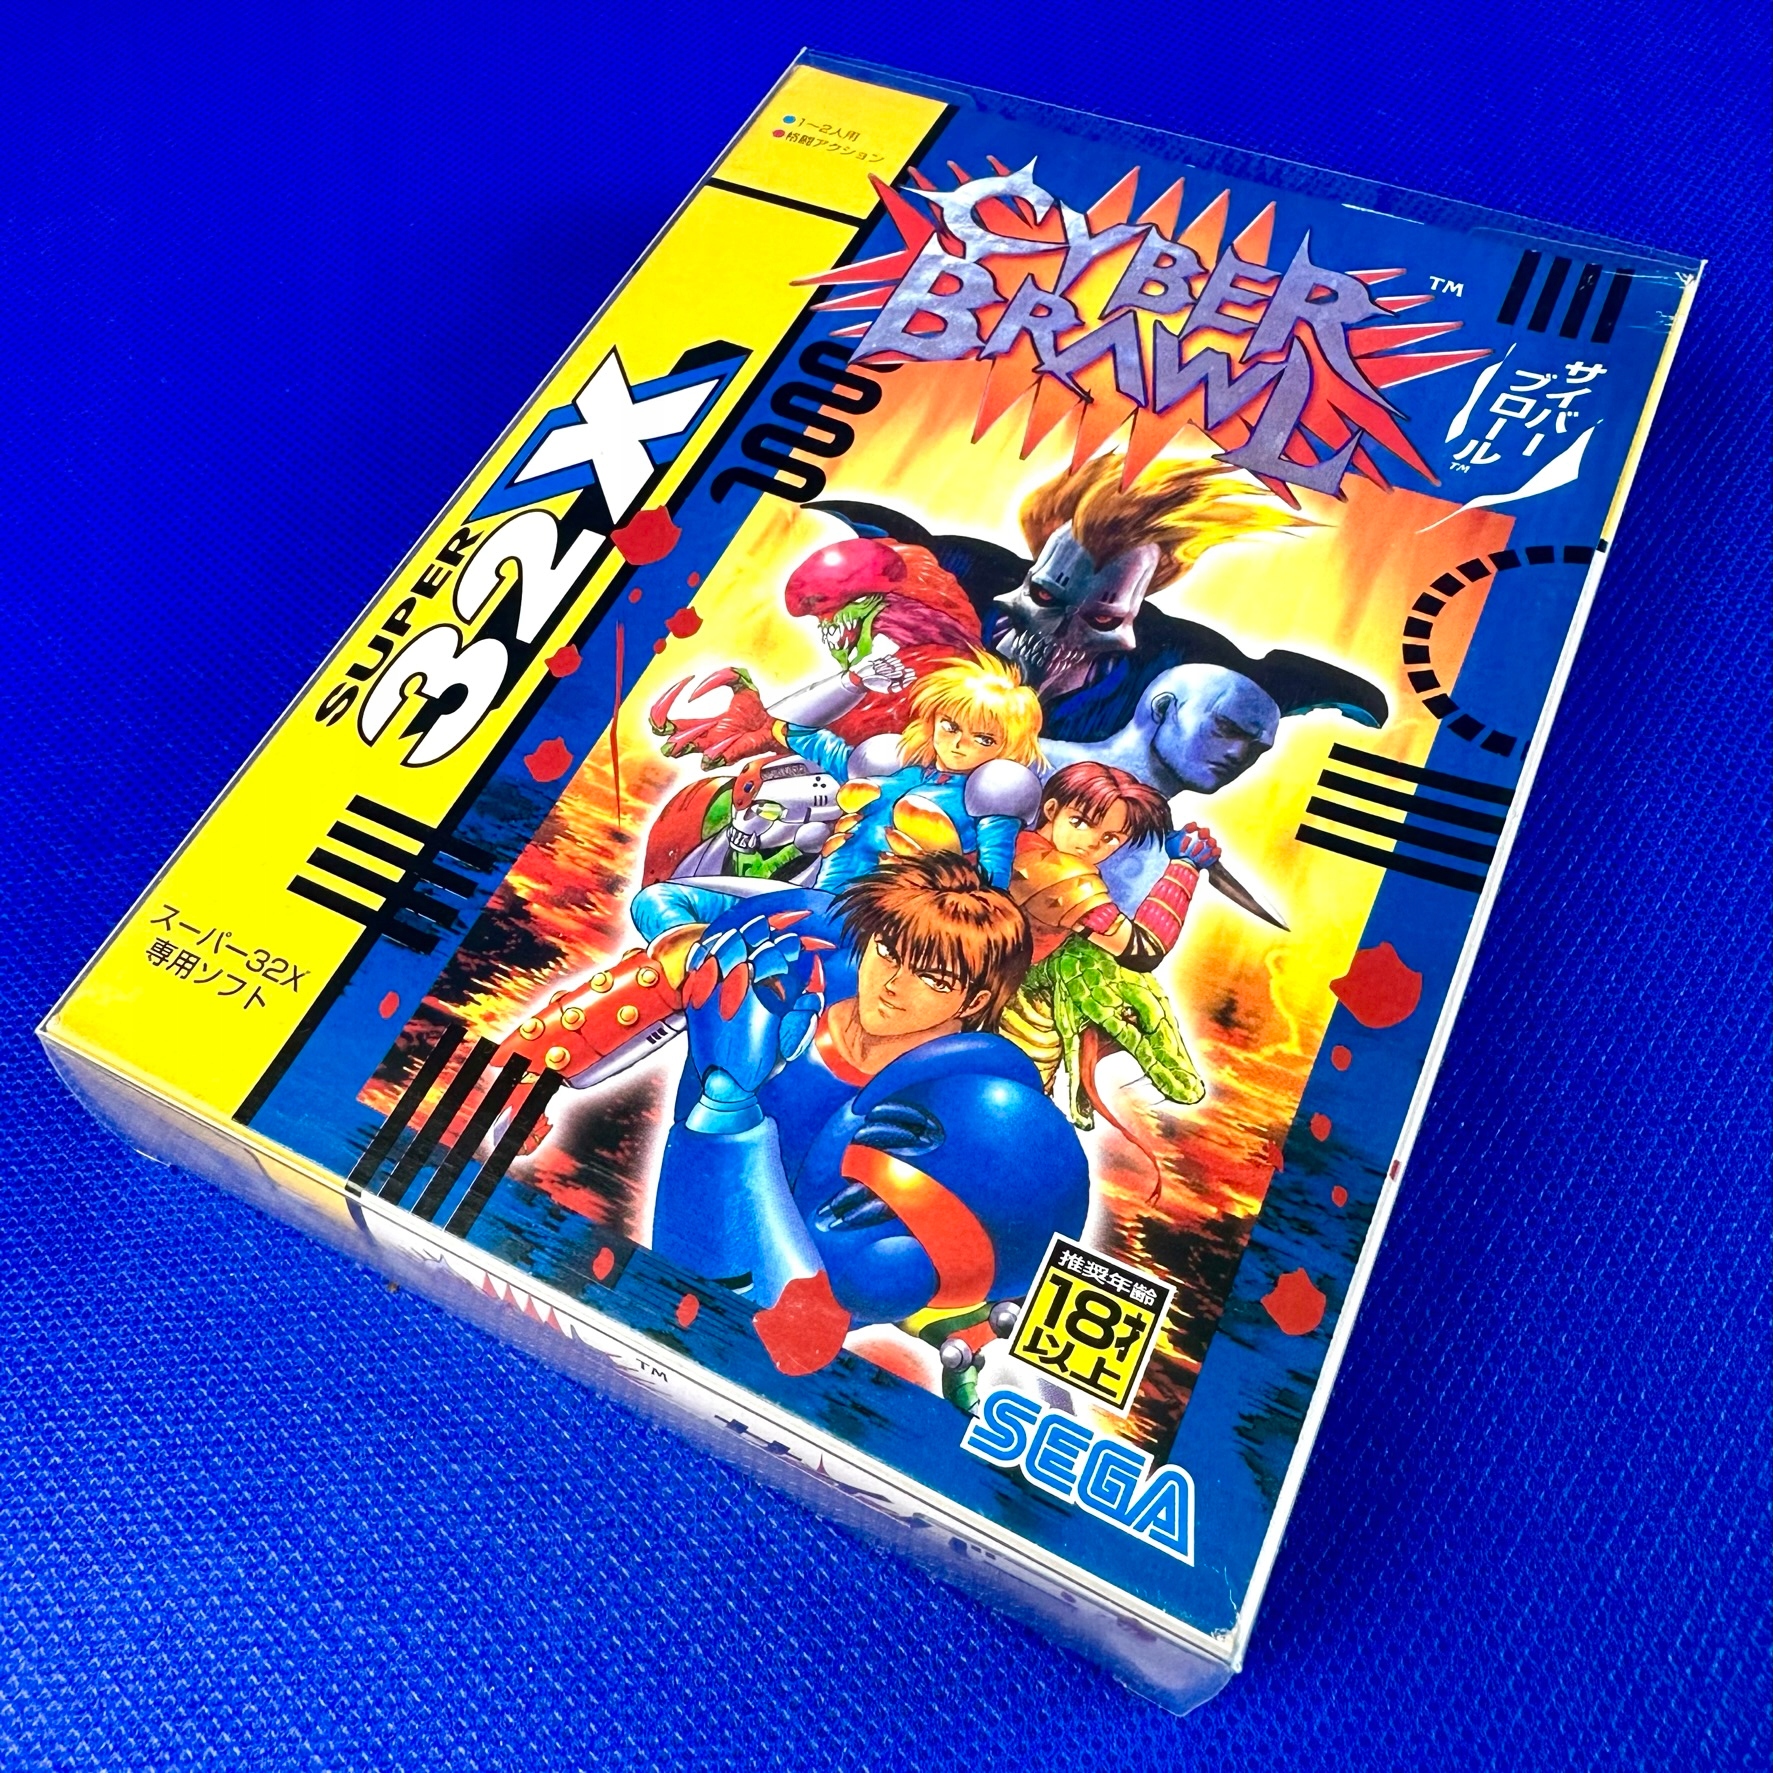 ●1〜2人用
●格闘アクション
CYBER
BRAWL
TM
サイバー
ブロール
TM
SUPER
32X
スーパー32X
専用ソフト
推奨年齢
18才
以上
SEGA
TM